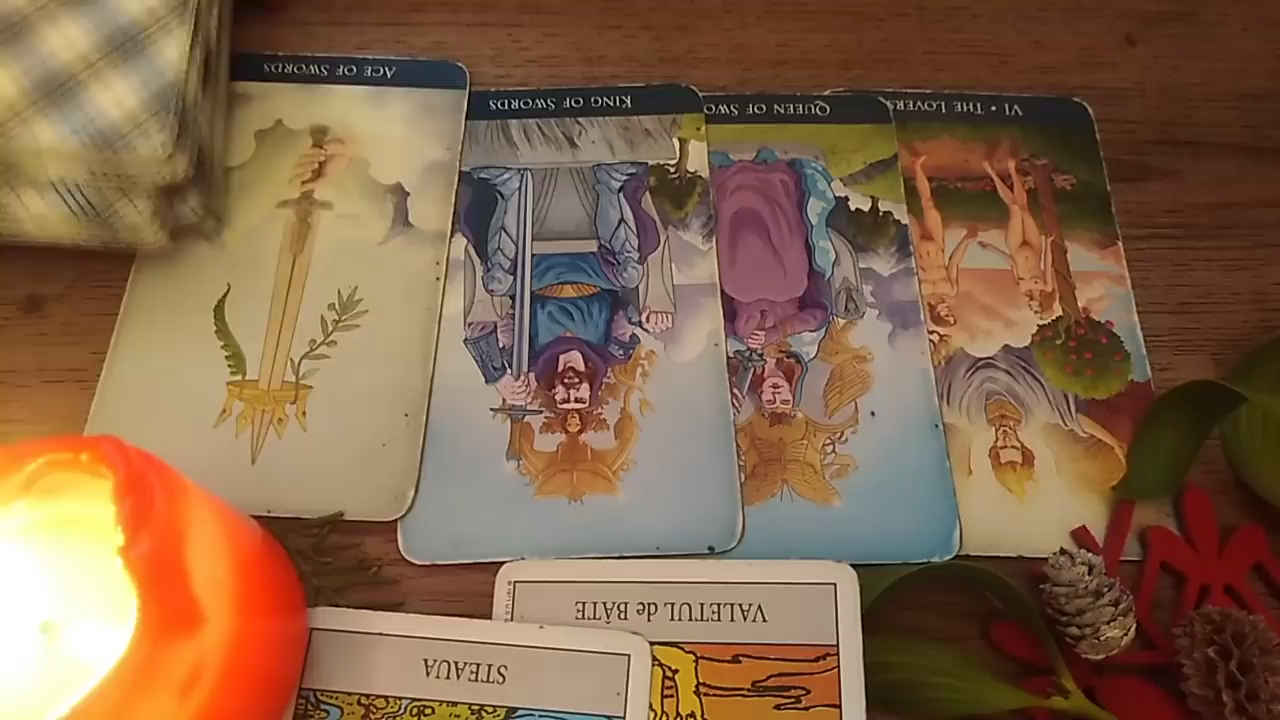 ACE OF SWORDS
KING OF SWORDS
QUEEN OF SWO
VI • THE LOVERS
VALETUL de BÂTE
STEAUA